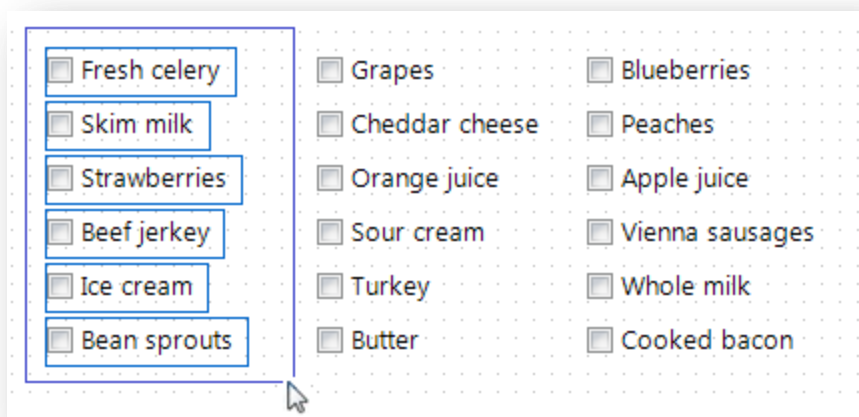 Fresh celery Grapes Blueberries
Skim milk Cheddar cheese Peaches
Strawberries Orange juice Apple juice
Beef jerkey Sour cream Vienna sausages
Ice cream Turkey Whole milk
Bean sprouts Butter Cooked bacon